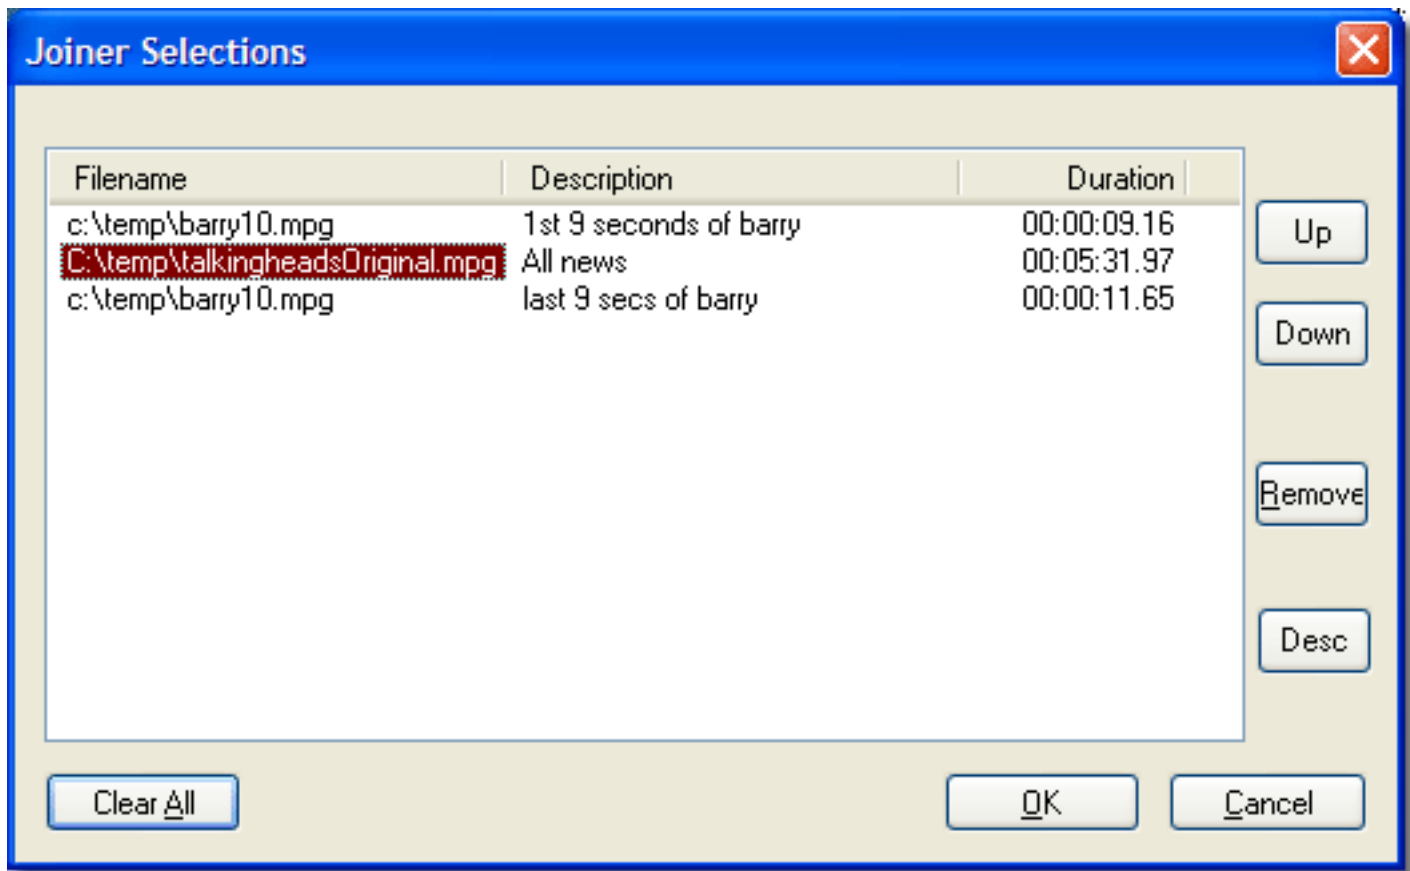 Joiner Selections
Filename Description Duration
c:\temp\barry10.mpg 1st 9 seconds of barry 00:00:09.16
C:\temp\talkingheadsOriginal.mpg All news 00:05:31.97
c:\temp\barry10.mpg last 9 secs of barry 00:00:11.65
Up
Down
Remove
Desc
Clear All OK Cancel